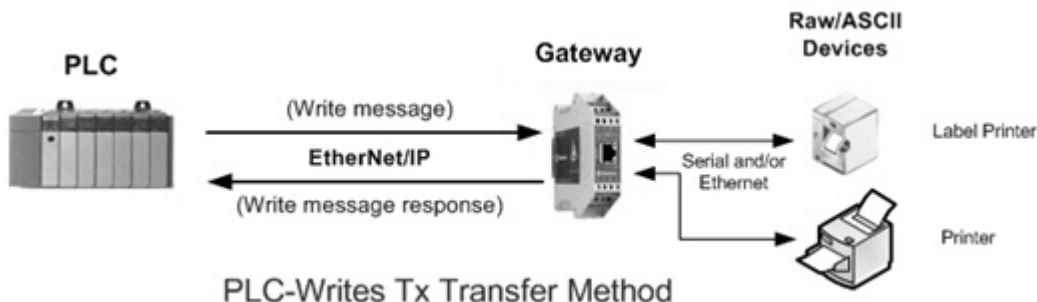 Raw/ASCII
Devices
PLC
Gateway
(Write message)
EtherNet/IP
(Write message response)
Serial and/or
Ethernet
Label Printer
Printer
PLC-Writes Tx Transfer Method